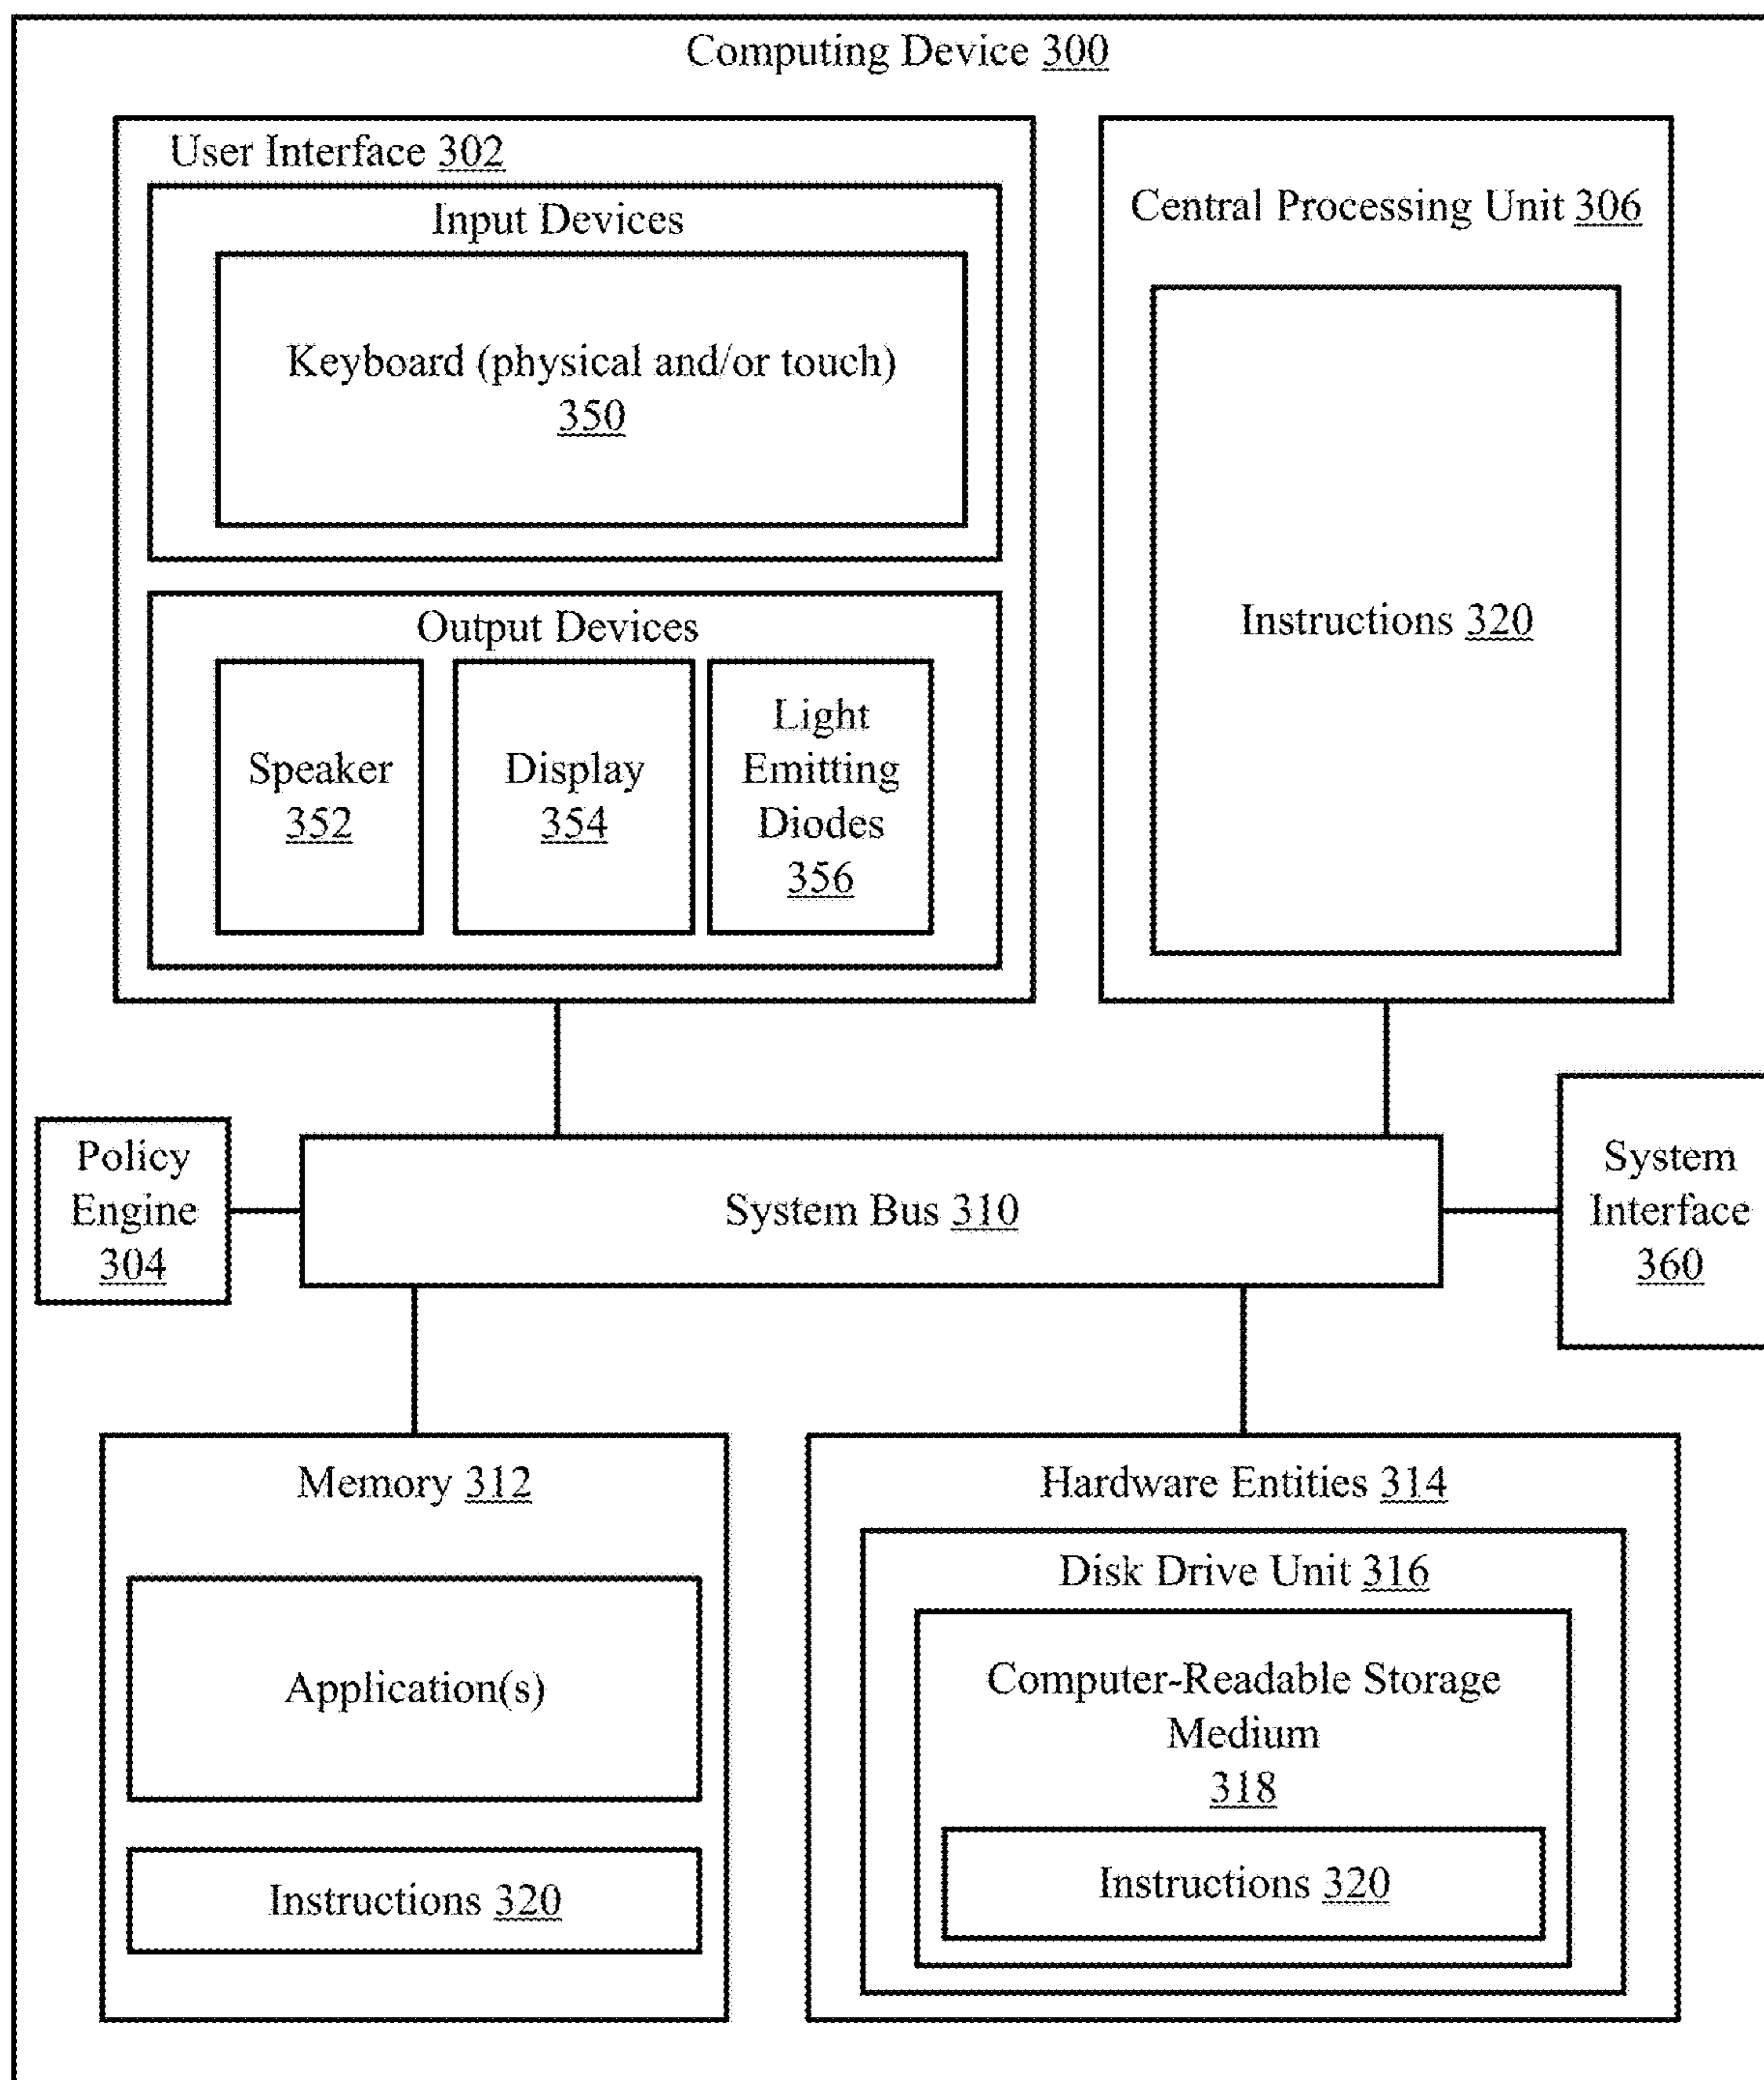 Computing Device 300
User Interface 302
Input Devices
Keyboard (physical and/or touch)
350
Output Devices
Speaker
352
Display
354
Light
Emitting
Diodes
356
Central Processing Unit 306
Instructions 320
Policy
Engine
304
System Bus 310
System
Interface
360
Memory 312
Application(s)
Instructions 320
Hardware Entities 314
Disk Drive Unit 316
Computer-Readable Storage
Medium
318
Instructions 320